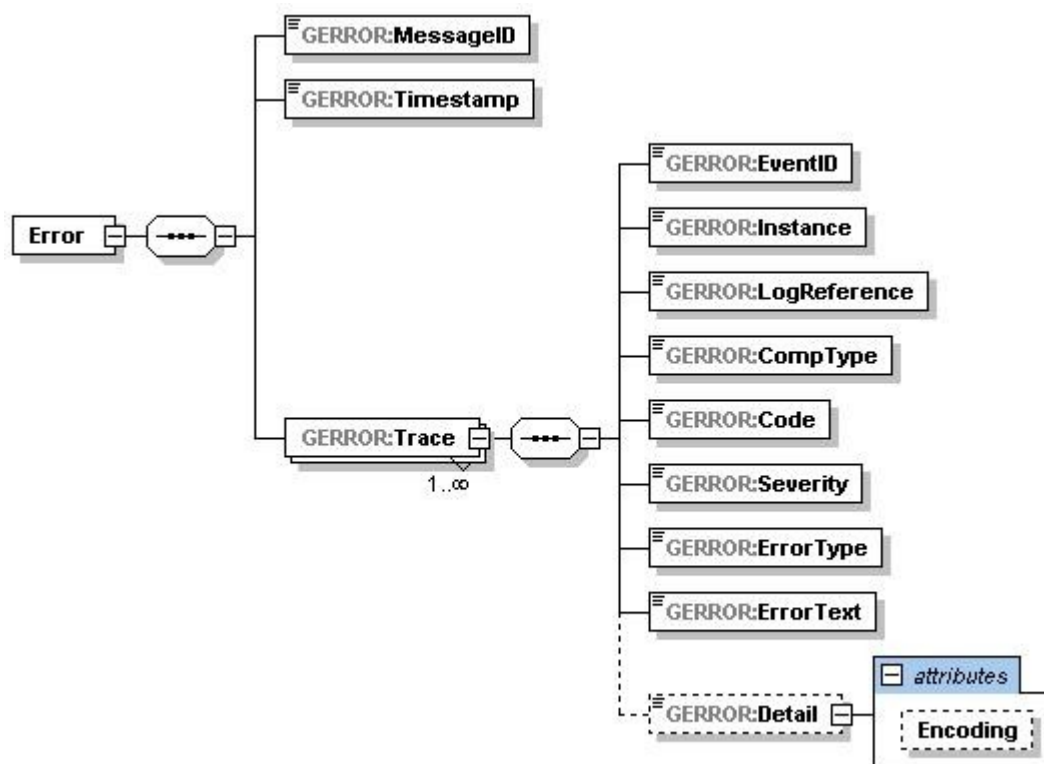 GERROR:MessageID
GERROR:Timestamp
GERROR:EventID
GERROR:Instance
Error
GERROR:LogReference
GERROR:CompType
GERROR:Code
GERROR:Trace
1..∞
GERROR:Severity
GERROR:ErrorType
GERROR:ErrorText
attributes
GERROR:Detail
Encoding